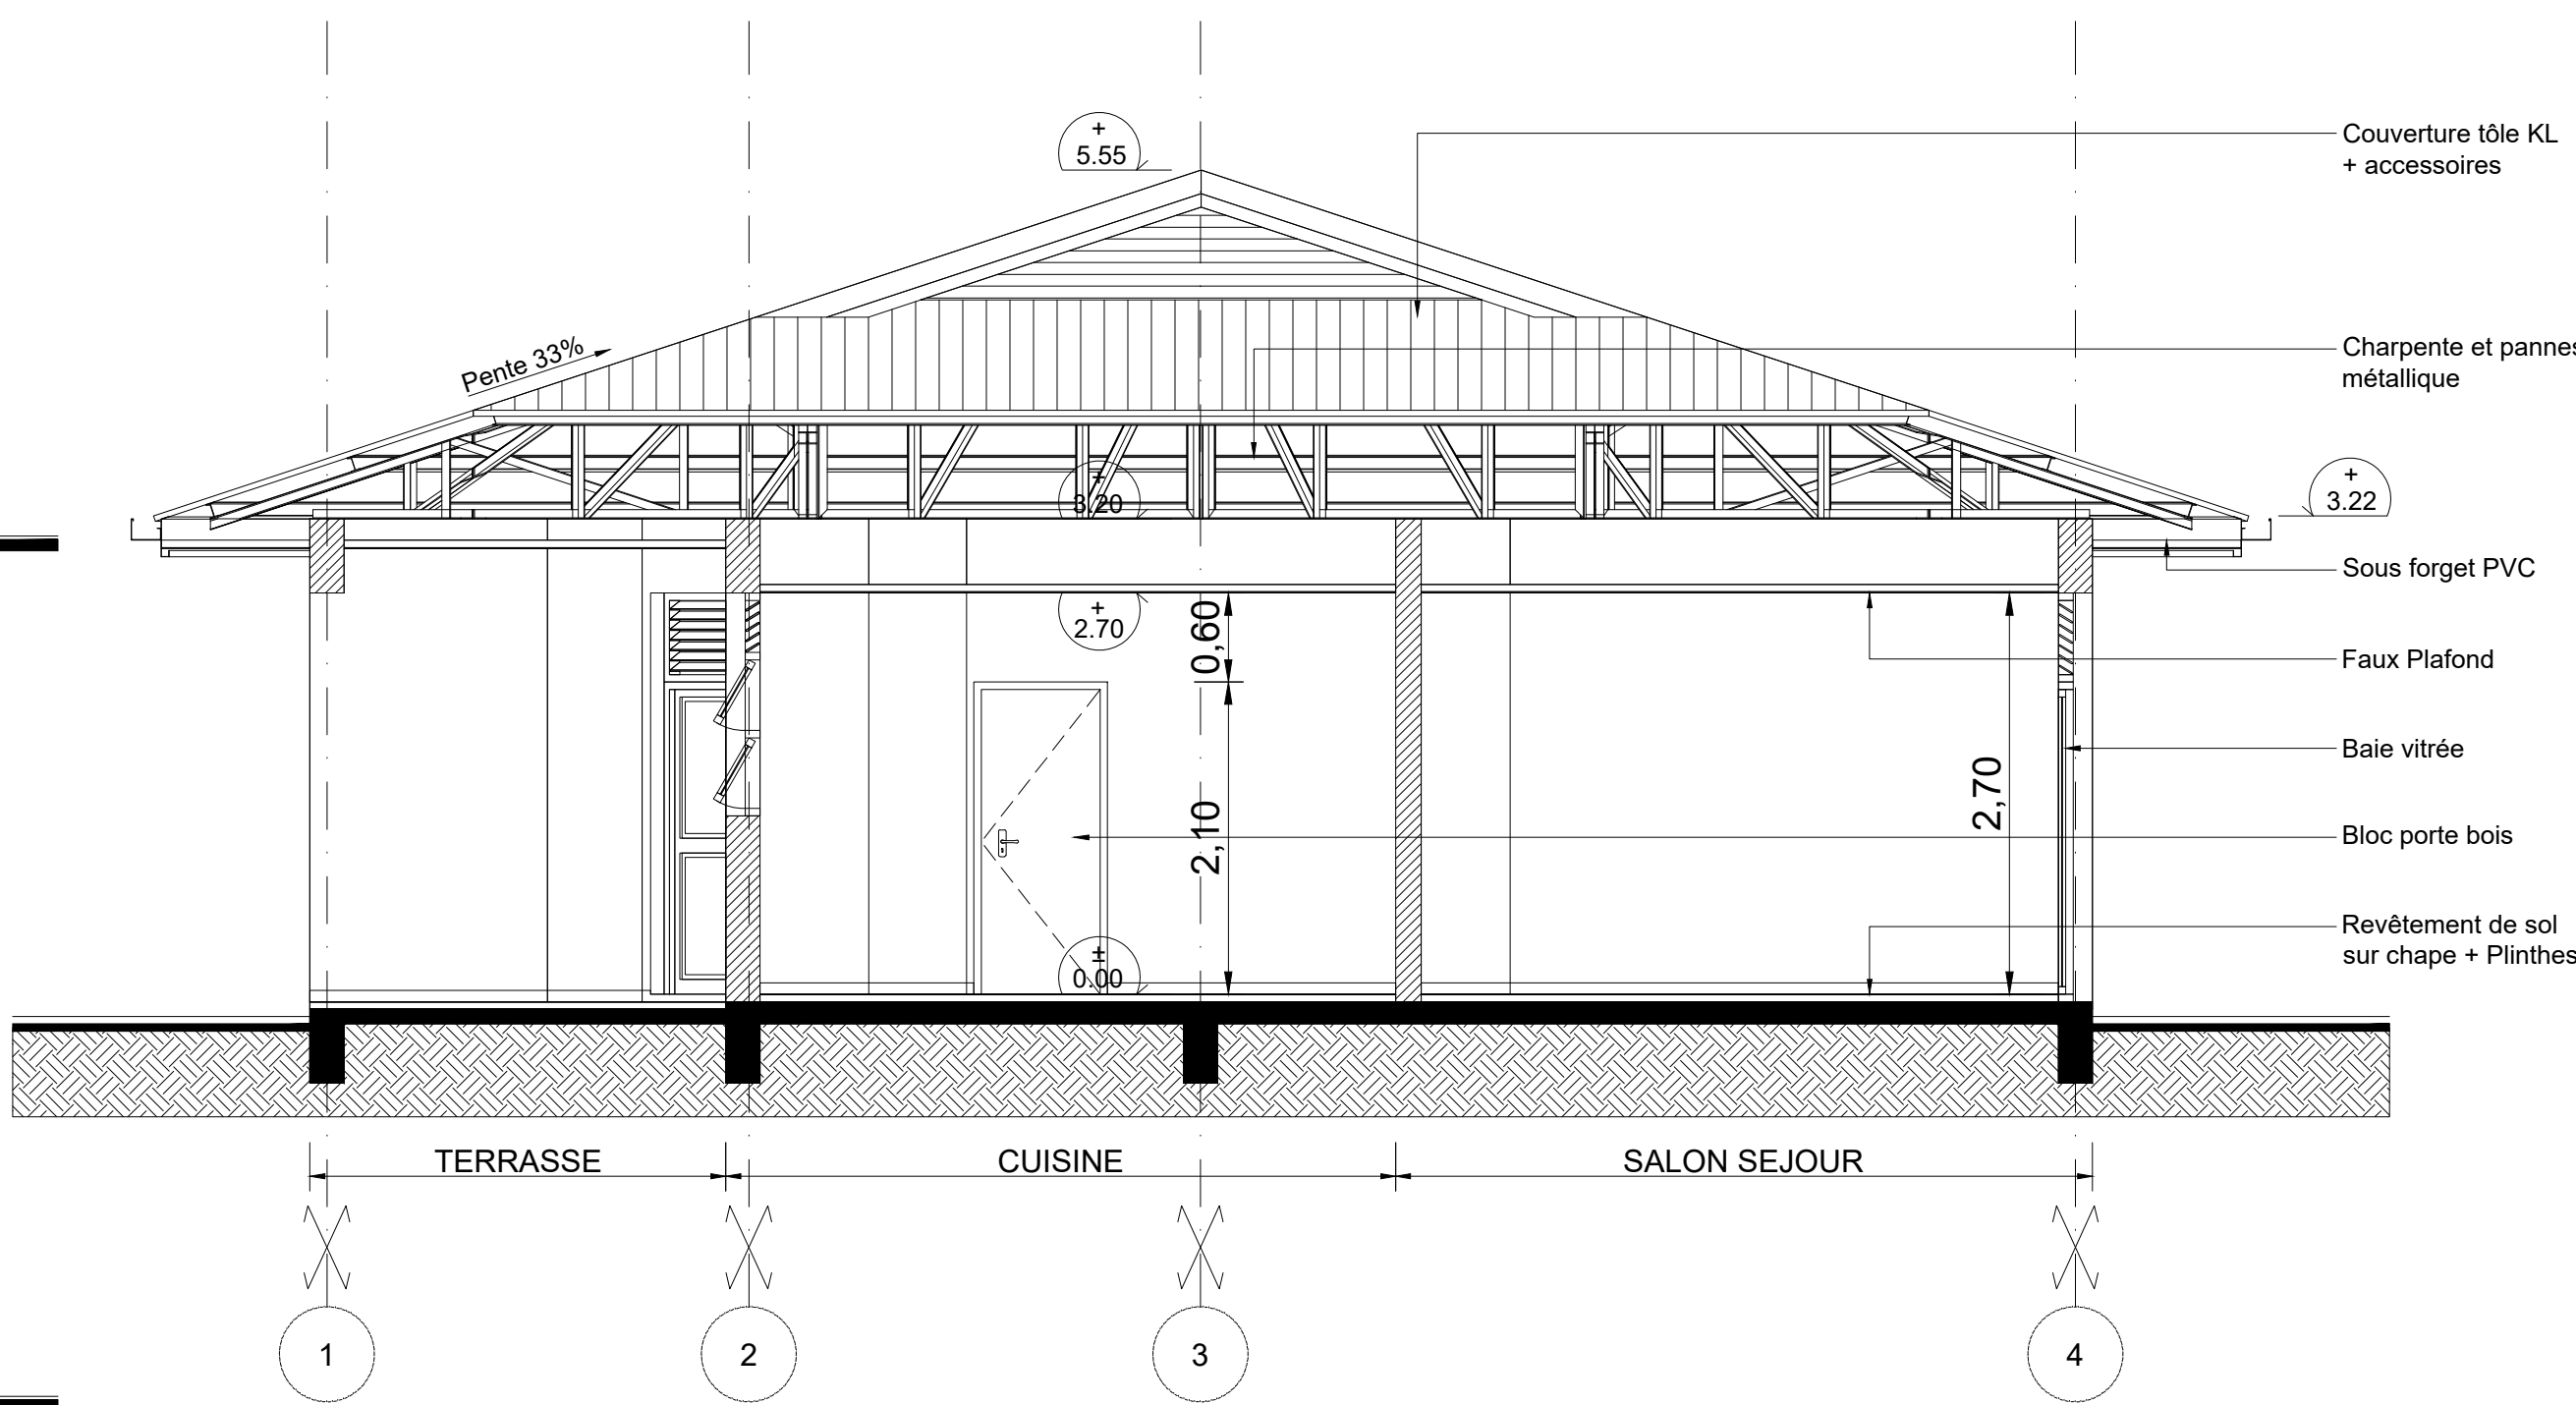 +
5.55
Couverture tôle KL
+ accessoires
Pente 33%
Charpente et pannes
métallique
+
3.20
+
3.22
Sous forget PVC
+
2.70
0,60
Faux Plafond
Baie vitrée
2,70
2,10
Bloc porte bois
Revêtement de sol
sur chape + Plinthes
±
0.00
TERRASSE
CUISINE
SALON SEJOUR
1
2
3
4